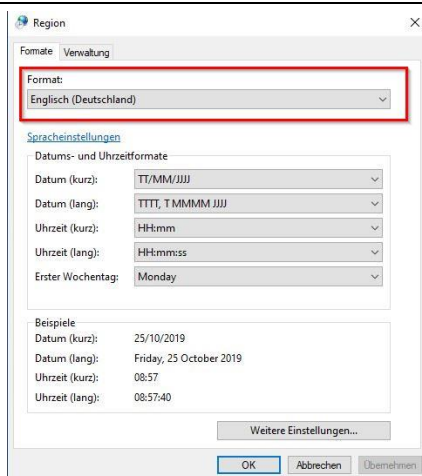 Region
Formate Verwaltung
Format:
Englisch (Deutschland)
Spracheinstellungen
Datums- und Uhrzeitformate
Datum (kurz): TT/MM/JJJJ
Datum (lang): TTTT, T MMMM JJJJ
Uhrzeit (kurz): HH:mm
Uhrzeit (lang): HH:mm:ss
Erster Wochentag: Monday
Beispiele
Datum (kurz): 25/10/2019
Datum (lang): Friday, 25 October 2019
Uhrzeit (kurz): 08:57
Uhrzeit (lang): 08:57:40
Weitere Einstellungen...
OK Abbrechen Übernehmen